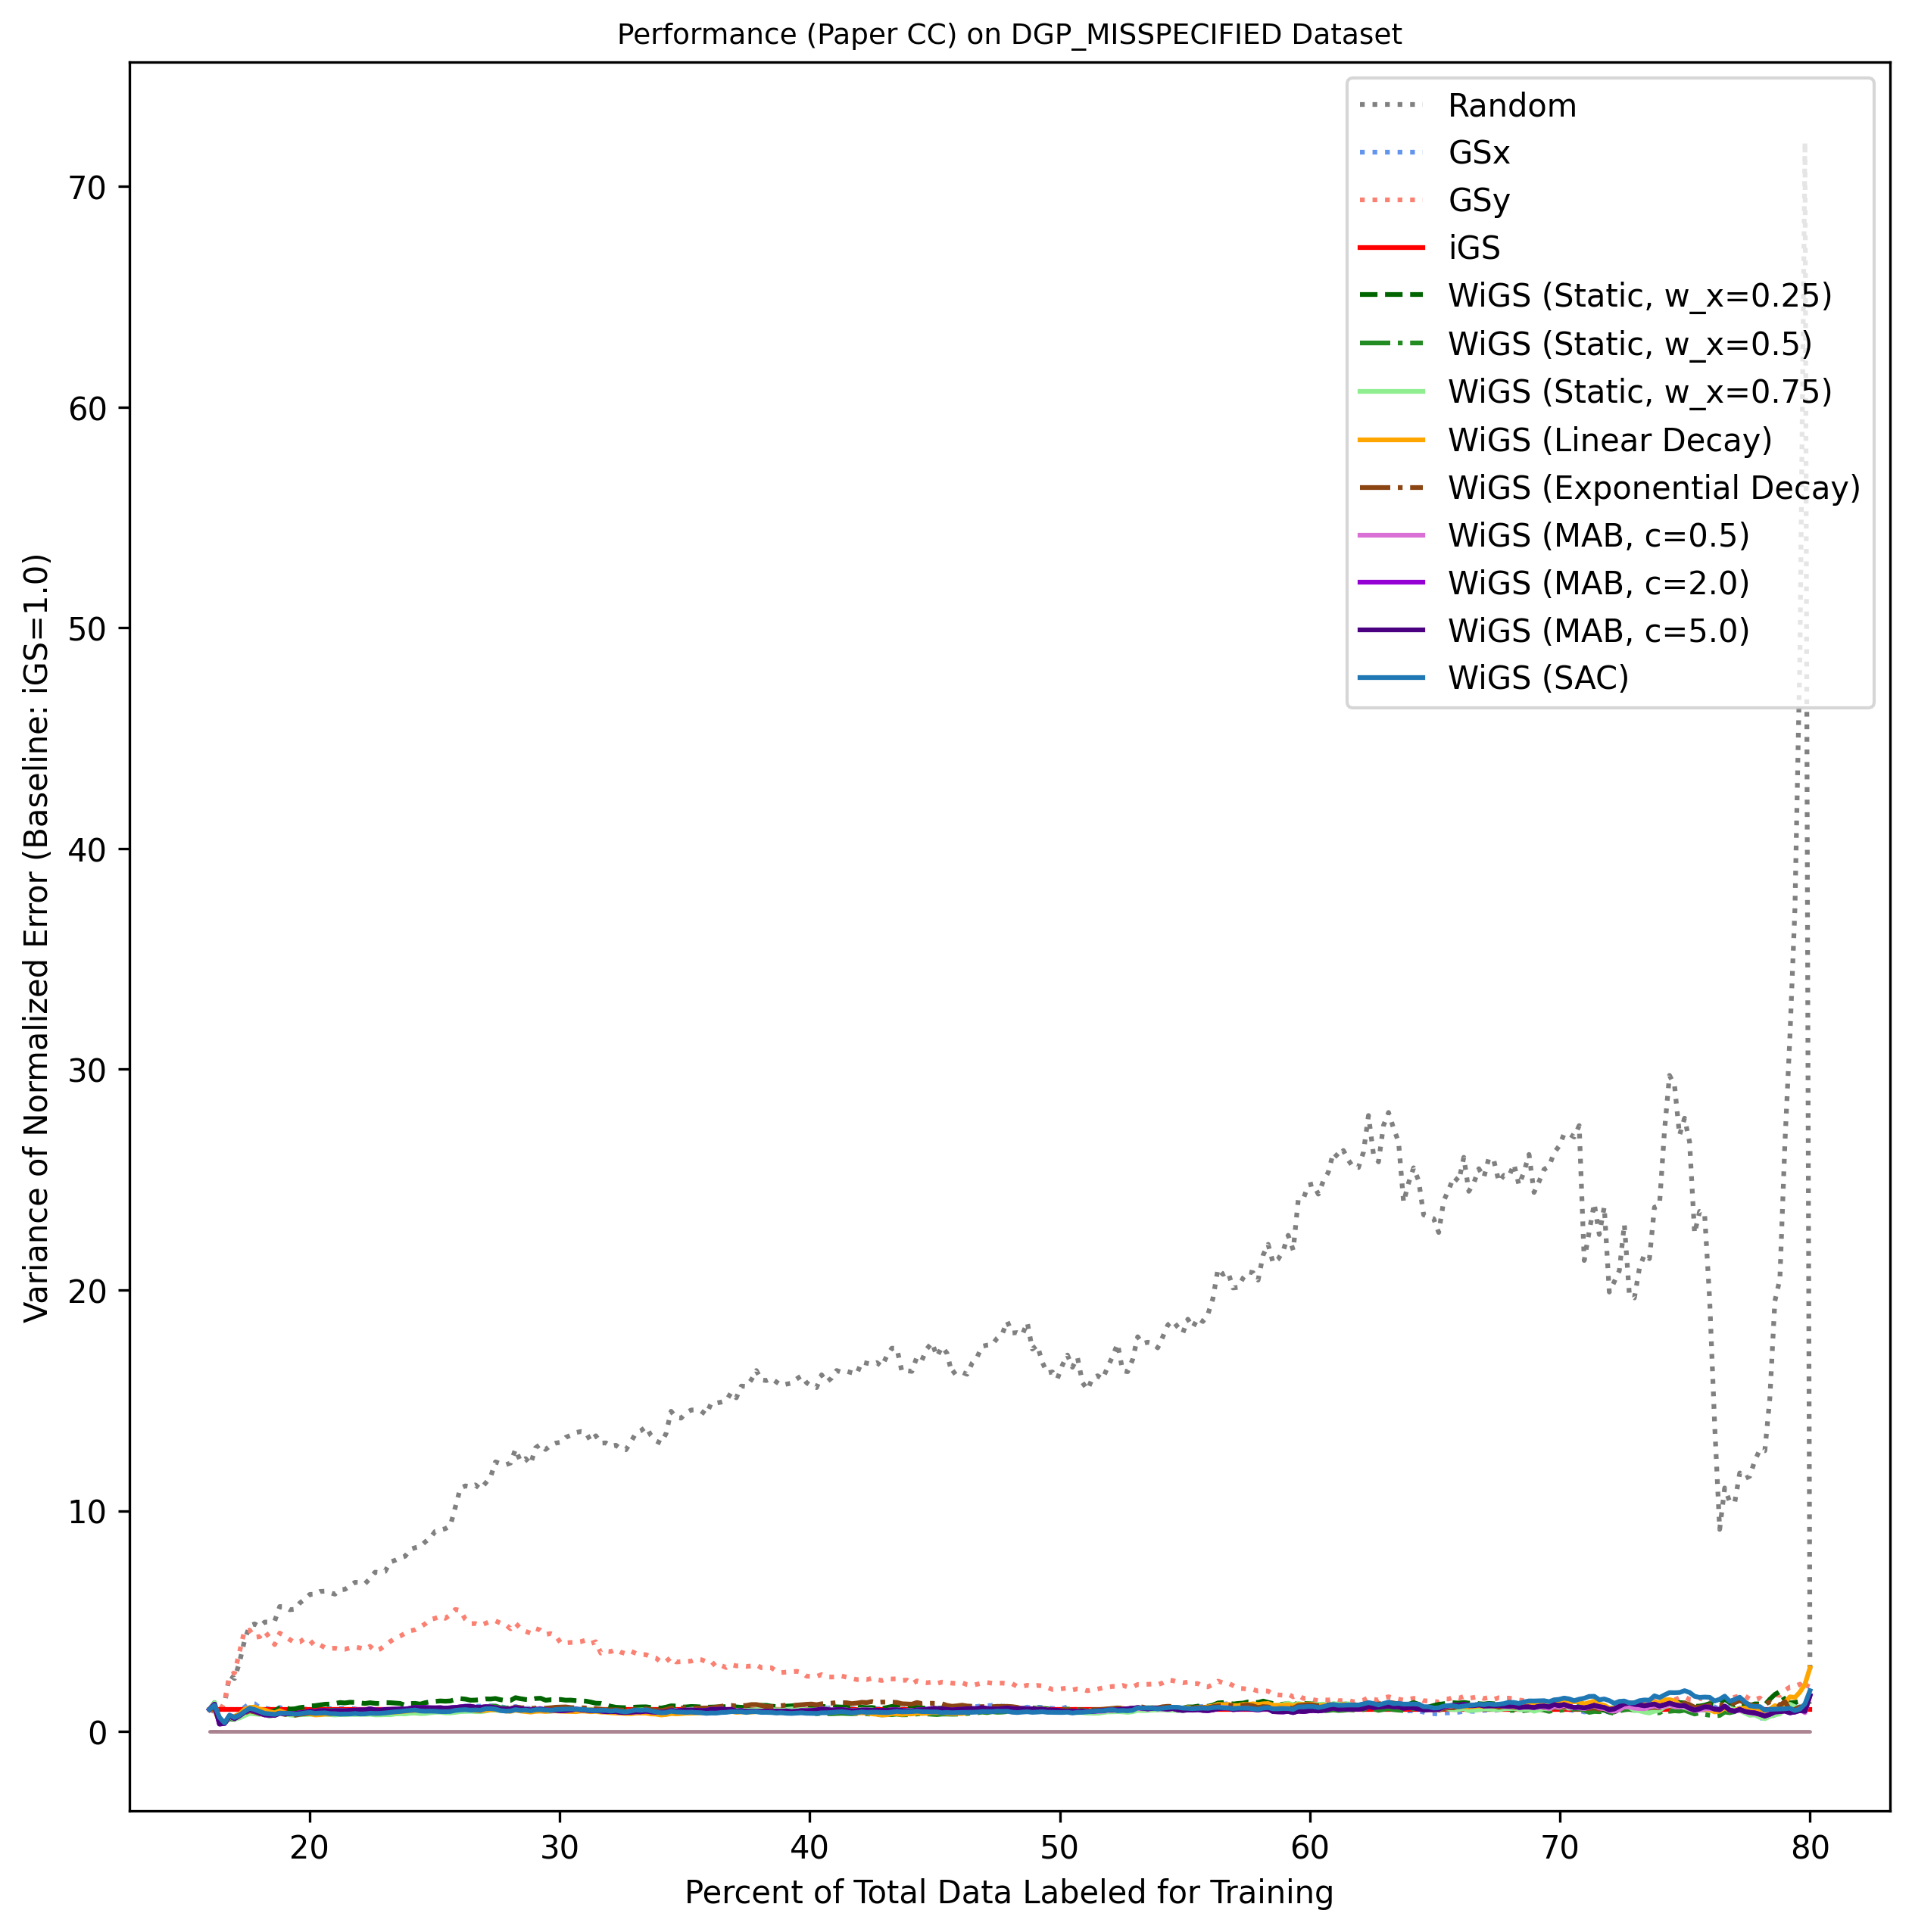 Performance (Paper CC) on DGP_MISSPECIFIED Dataset
Variance of Normalized Error (Baseline: iGS=1.0)
70
60
50
40
30
20
10
0
Random
GSx
GSy
iGS
WiGS (Static, w_x=0.25)
WiGS (Static, w_x=0.5)
WiGS (Static, w_x=0.75)
WiGS (Linear Decay)
WiGS (Exponential Decay)
WiGS (MAB, c=0.5)
WiGS (MAB, c=2.0)
WiGS (MAB, c=5.0)
WiGS (SAC)
20 30 40 50 60 70 80
Percent of Total Data Labeled for Training